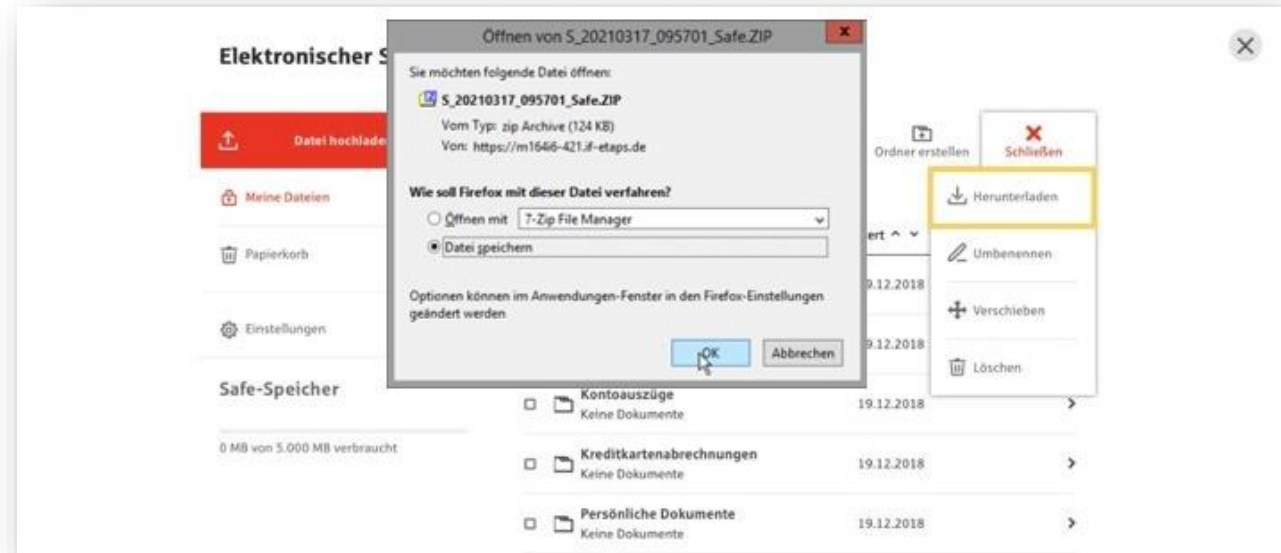 Elektronischer S
Öffnen von S_20210317_095701_Safe.ZIP
x
Sie möchten folgende Datei öffnen:
S_20210317_095701_Safe.ZIP
Vom Typ: zip Archive (124 KB)
Von: https://m164i6-421.if-etaps.de
Wie soll Firefox mit dieser Datei verfahren?
Öffnen mit 7-Zip File Manager
Datei speichern
Optionen können im Anwendungen-Fenster in den Firefox-Einstellungen
geändert werden
OK Abbrechen
Datei hochlade
Meine Dateien
Papierkorb
Einstellungen
Safe-Speicher
0 MB von 5.000 MB verbraucht
Ordner erstellen
Schließen
Herunterladen
Umbenennen
Verschieben
Löschen
ert
9.12.2018
9.12.2018
Kontoauszüge 19.12.2018
Keine Dokumente
Kreditkartenabrechnungen 19.12.2018
Keine Dokumente
Persönliche Dokumente 19.12.2018
Keine Dokumente